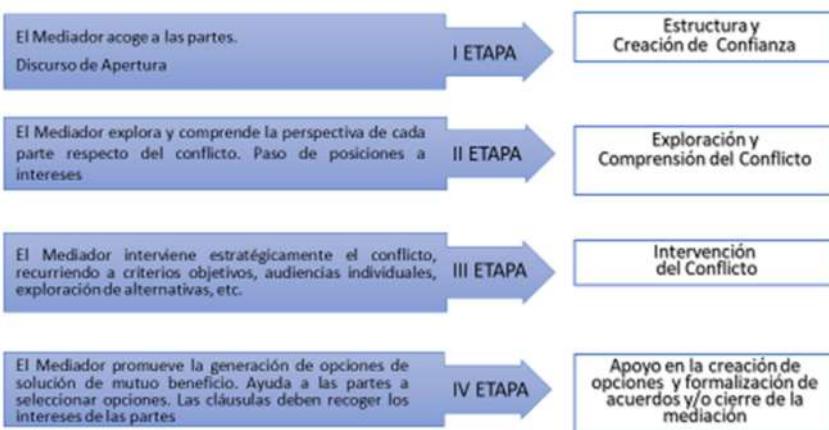 El Mediador acoge a las partes.
Discurso de Apertura
I ETAPA
Estructura y
Creación de Confianza
El Mediador explora y comprende la perspectiva de cada
parte respecto del conflicto. Paso de posiciones a
intereses
II ETAPA
Exploración y
Comprensión del Conflicto
El Mediador interviene estratégicamente el conflicto,
recurriendo a criterios objetivos, audiencias individuales,
exploración de alternativas, etc.
III ETAPA
Intervención
del Conflicto
El Mediador promueve la generación de opciones de
solución de mutuo beneficio. Ayuda a las partes a
seleccionar opciones. Las cláusulas deben recoger los
intereses de las partes
IV ETAPA
Apoyo en la creación de
opciones y formalización de
acuerdos y/o cierre de la
mediación